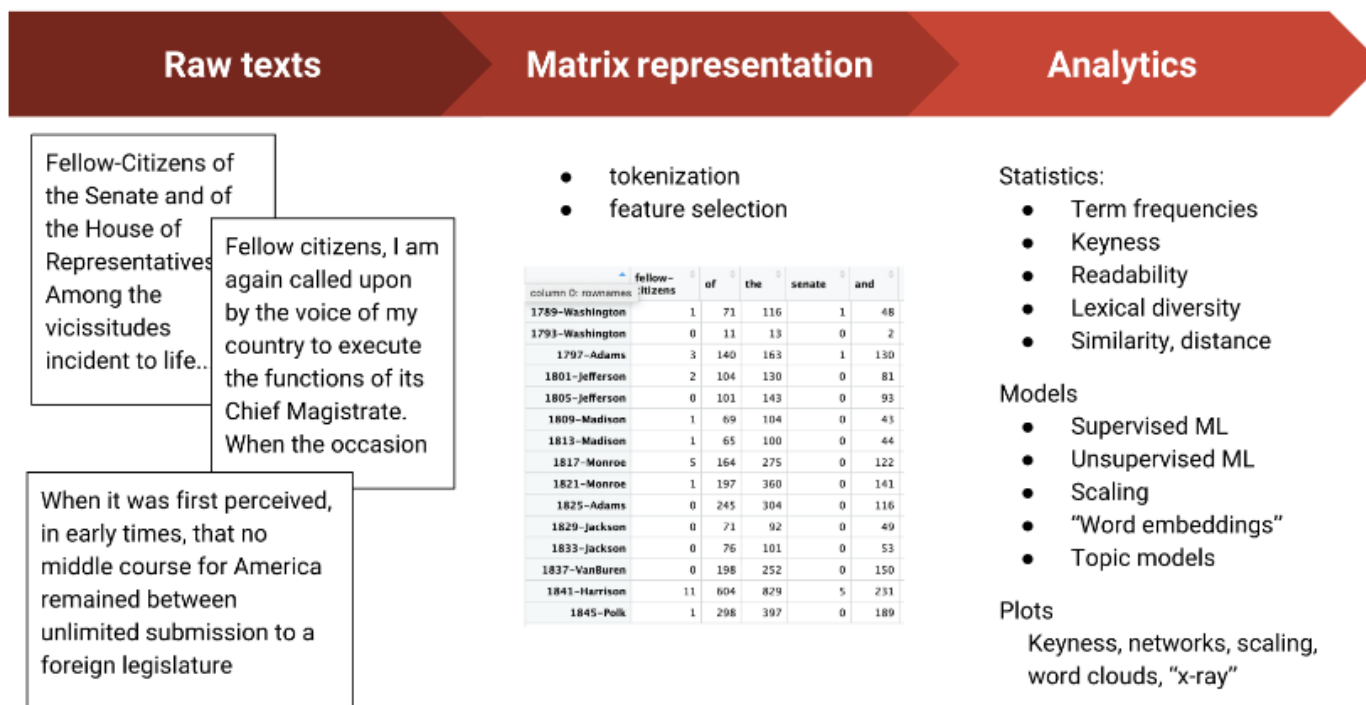 Raw texts
Matrix representation
Analytics
Fellow-Citizens of
the Senate and of
the House of
Representatives
Among the
vicissitudes
incident to life...
Fellow citizens, I am
again called upon
by the voice of my
country to execute
the functions of its
Chief Magistrate.
When the occasion
When it was first perceived,
in early times, that no
middle course for America
remained between
unlimited submission to a
foreign legislature
● tokenization
● feature selection
fellow-
citizens of the senate and
column 0: rownames
1789-Washington 1 71 116 1 48
1793-Washington 0 11 13 0 2
1797-Adams 3 140 163 1 130
1801-Jefferson 2 104 130 0 81
1805-Jefferson 0 101 143 0 93
1809-Madison 1 69 104 0 43
1813-Madison 1 65 100 0 44
1817-Monroe 5 164 275 0 122
1821-Monroe 1 197 360 0 141
1825-Adams 0 245 304 0 116
1829-Jackson 0 71 92 0 49
1833-Jackson 0 76 101 0 53
1837-VanBuren 0 198 252 0 150
1841-Harrison 11 604 829 5 231
1845-Polk 1 298 397 0 189
Statistics:
● Term frequencies
● Keyness
● Readability
● Lexical diversity
● Similarity, distance
Models
● Supervised ML
● Unsupervised ML
● Scaling
● “Word embeddings”
● Topic models
Plots
Keyness, networks, scaling,
word clouds, “x-ray”